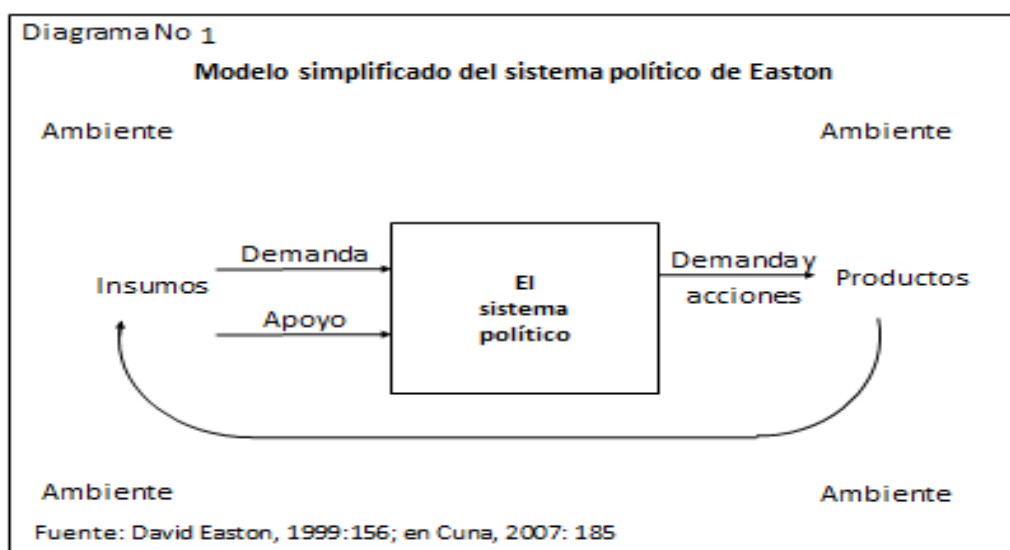 Diagrama No 1
Modelo simplificado del sistema político de Easton
Ambiente
Ambiente
Demanda
Insumos
Apoyo
El
sistema
político
Demanda y
acciones
Productos
Ambiente
Ambiente
Fuente: David Easton, 1999:156; en Cuna, 2007: 185